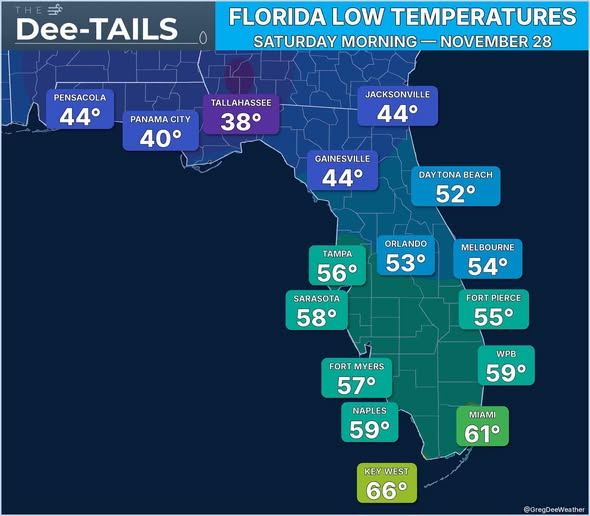 THE
Dee-TAILS
FLORIDA LOW TEMPERATURES
SATURDAY MORNING — NOVEMBER 28
PENSACOLA
44°
PANAMA CITY
40°
TALLAHASSEE
38°
JACKSONVILLE
44°
GAINESVILLE
44°
DAYTONA BEACH
52°
ORLANDO
53°
MELBOURNE
54°
TAMPA
56°
SARASOTA
58°
FORT PIERCE
55°
WPB
59°
FORT MYERS
57°
NAPLES
59°
MIAMI
61°
KEY WEST
66°
@GregDeeWeather